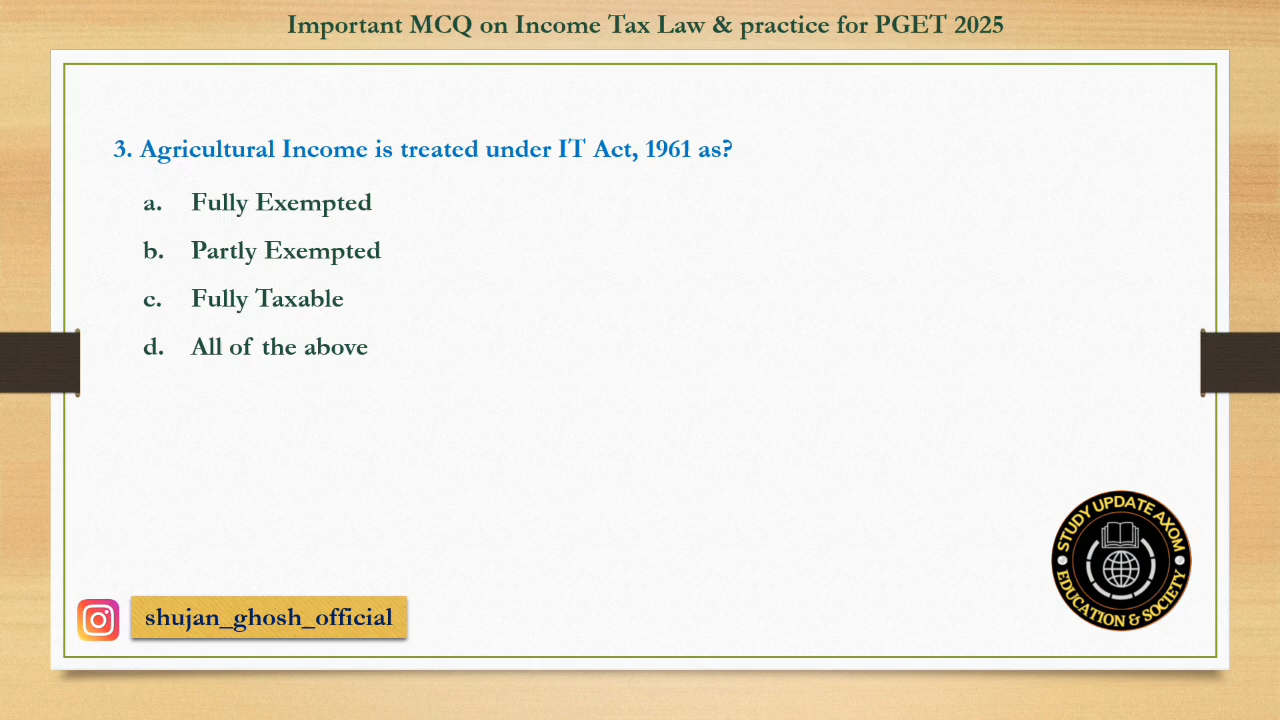 Important MCQ on Income Tax Law & practice for PGET 2025
3. Agricultural Income is treated under IT Act, 1961 as?
a. Fully Exempted
b. Partly Exempted
c. Fully Taxable
d. All of the above
shujan_ghosh_official
STUDY UPDATE AXOM
EDUCATION & SOCIETY